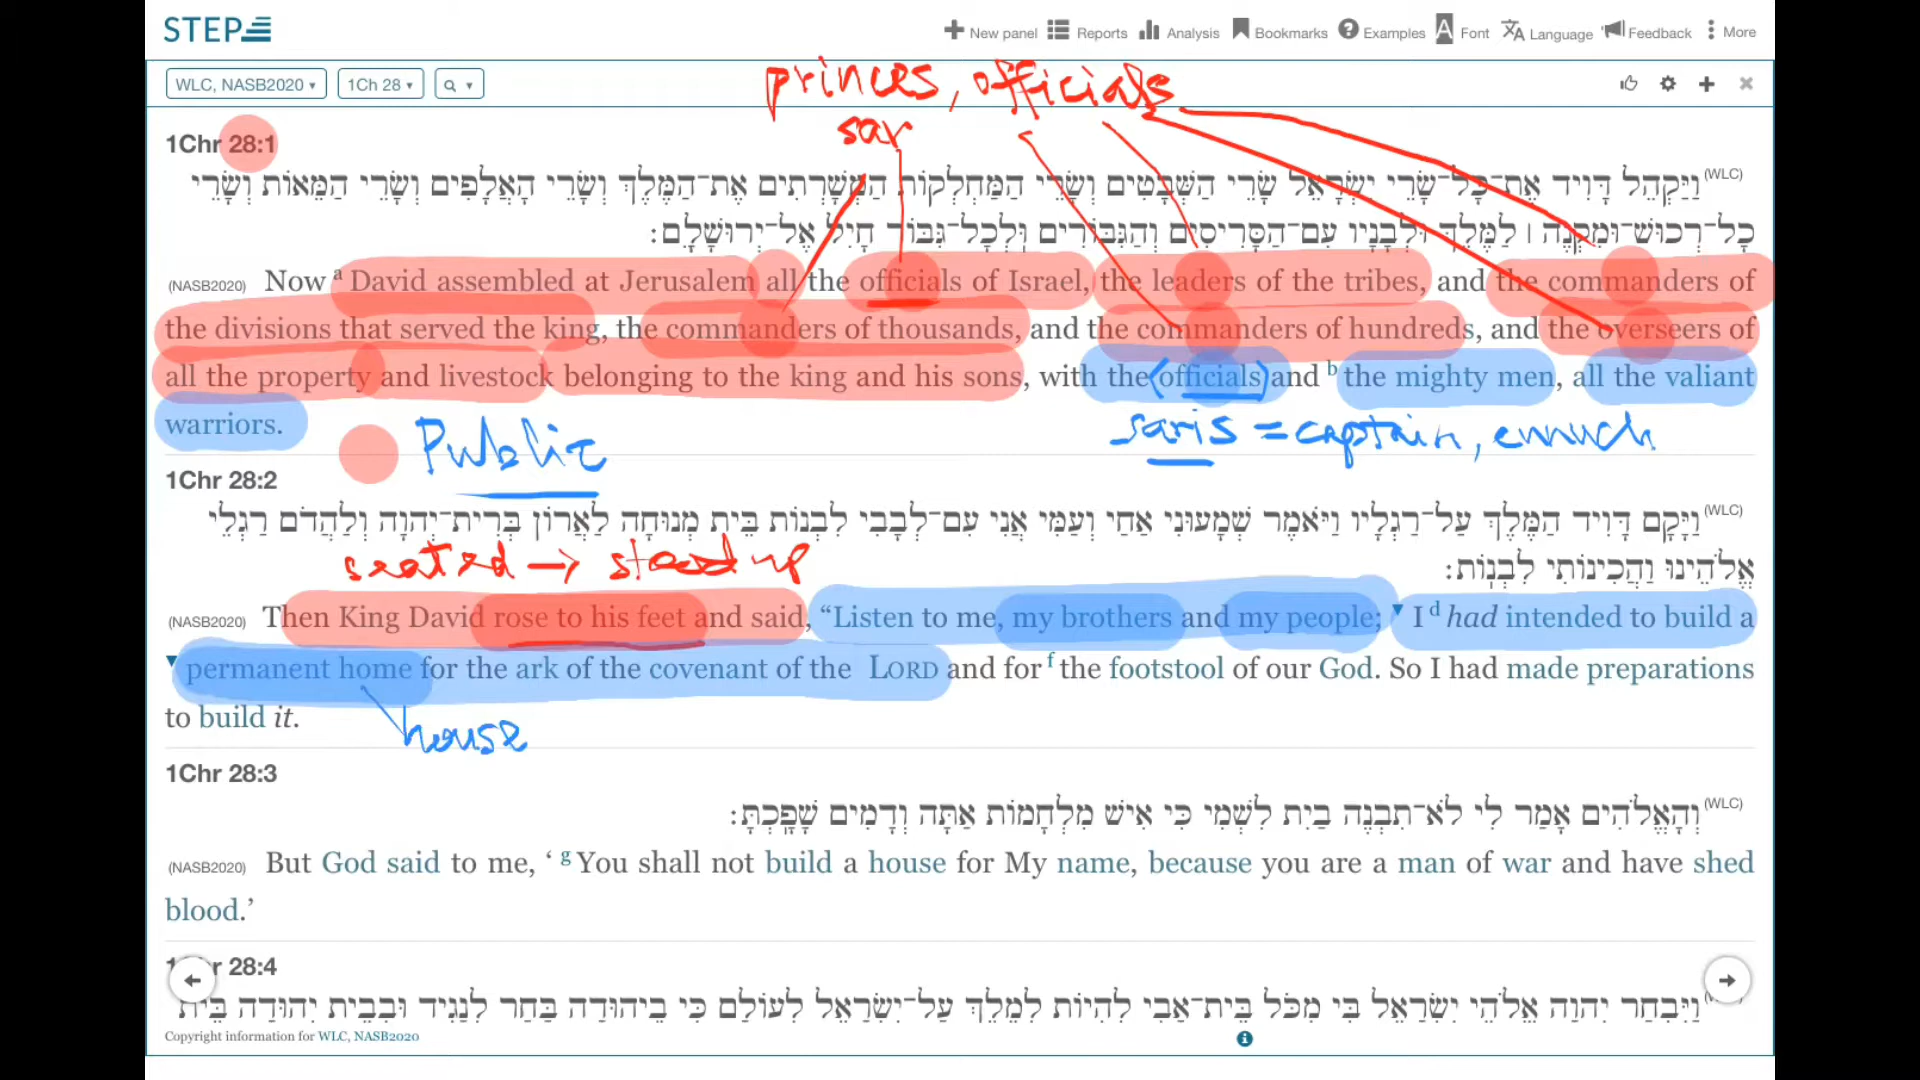 STEP
New panel Reports Analysis Bookmarks Examples A Font Language Feedback More
WLC, NASB2020 1Ch 28
princes, officials
sar
1Chr 28:1
(WLC) וַיַּקְהֵל דָּוִיד אֶת־כָּל־שָׂרֵי יִשְׂרָאֵל שָׂרֵי הַשְּׁבָטִים וְשָׂרֵי הַמַּחְלְקוֹת הַמְשָׁרְתִים אֶת־הַמֶּלֶךְ וְשָׂרֵי הָאֲלָפִים וְשָׂרֵי הַמֵּאוֹת וְשָׂרֵי
כָל־רְכוּשׁ־וּמִקְנֶה ׀ לַמֶּלֶךְ וּלְבָנָיו עִם־הַסָּרִיסִים וְהַגִּבּוֹרִים וּֽלְכָל־גִּבּוֹר חָיִל אֶל־יְרוּשָׁלִָֽם׃
(NASB2020) Now a David assembled at Jerusalem all the officials of Israel, the leaders of the tribes, and the commanders of
the divisions that served the king, the commanders of thousands, and the commanders of hundreds, and the overseers of
all the property and livestock belonging to the king and his sons, with the (officials) and b the mighty men, all the valiant
warriors.
Public
saris = captain, eunuch
1Chr 28:2
(WLC) וַיָּקָם דָּוִיד הַמֶּלֶךְ עַל־רַגְלָיו וַיֹּאמֶר שְׁמָעוּנִי אַחַי וְעַמִּי אֲנִי עִם־לְבָבִי לִבְנוֹת בֵּית מְנוּחָה לַאֲרוֹן בְּרִית־יְהוָה וְלַהֲדֹם רַגְלֵי
אֱלֹהֵינוּ וַהֲכִינוֹתִי לִבְנֽוֹת׃
seated → stood up
(NASB2020) Then King David rose to his feet and said, “Listen to me, my brothers and my people; I d had intended to build a
permanent home for the ark of the covenant of the LORD and for f the footstool of our God. So I had made preparations
to build it.
house
1Chr 28:3
(WLC) וְהָאֱלֹהִים אָמַר לִי לֹא־תִבְנֶה בַיִת לִשְׁמִי כִּי אִישׁ מִלְחָמוֹת אַתָּה וְדָמִים שָׁפָֽכְתָּ׃
(NASB2020) But God said to me, ‘ g You shall not build a house for My name, because you are a man of war and have shed
blood.’
r 28:4
וַיִּבְחַר יְהוָה אֱלֹהֵי יִשְׂרָאֵל בִּי מִכֹּל בֵּית־אָבִי לִהְיוֹת לְמֶלֶךְ עַל־יִשְׂרָאֵל לְעוֹלָם כִּי בִיהוּדָה בָּחַר לְנָגִיד וּבְבֵית יְהוּדָה בֵּית
Copyright information for WLC, NASB2020